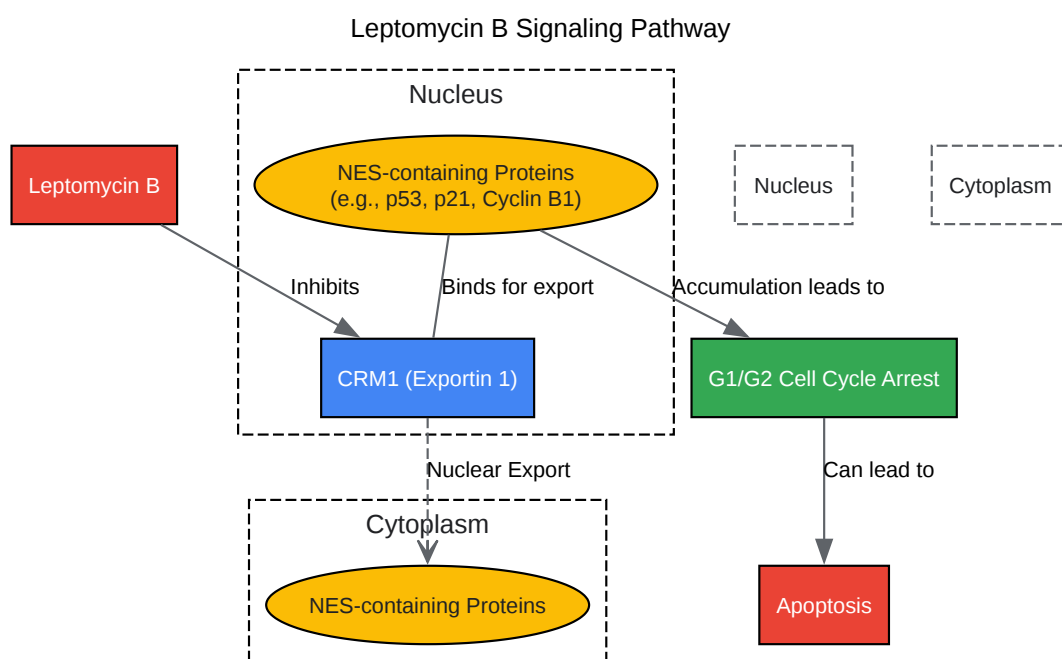 Leptomycin B Signaling Pathway
Nucleus
Leptomycin B
NES-containing Proteins
(e.g., p53, p21, Cyclin B1)
Nucleus
Cytoplasm
Inhibits
Binds for export
Accumulation leads to
CRM1 (Exportin 1)
G1/G2 Cell Cycle Arrest
Nuclear Export
Can lead to
Cytoplasm
NES-containing Proteins
Apoptosis